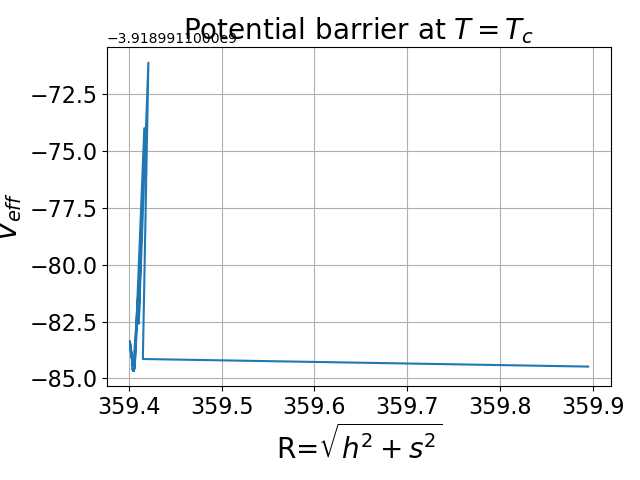 Potential barrier at T = T_c
−3.9189911000e9
−72.5
−75.0
−77.5
−80.0
−82.5
−85.0
V_eff
359.4 359.5 359.6 359.7 359.8 359.9
R=√h² + s²